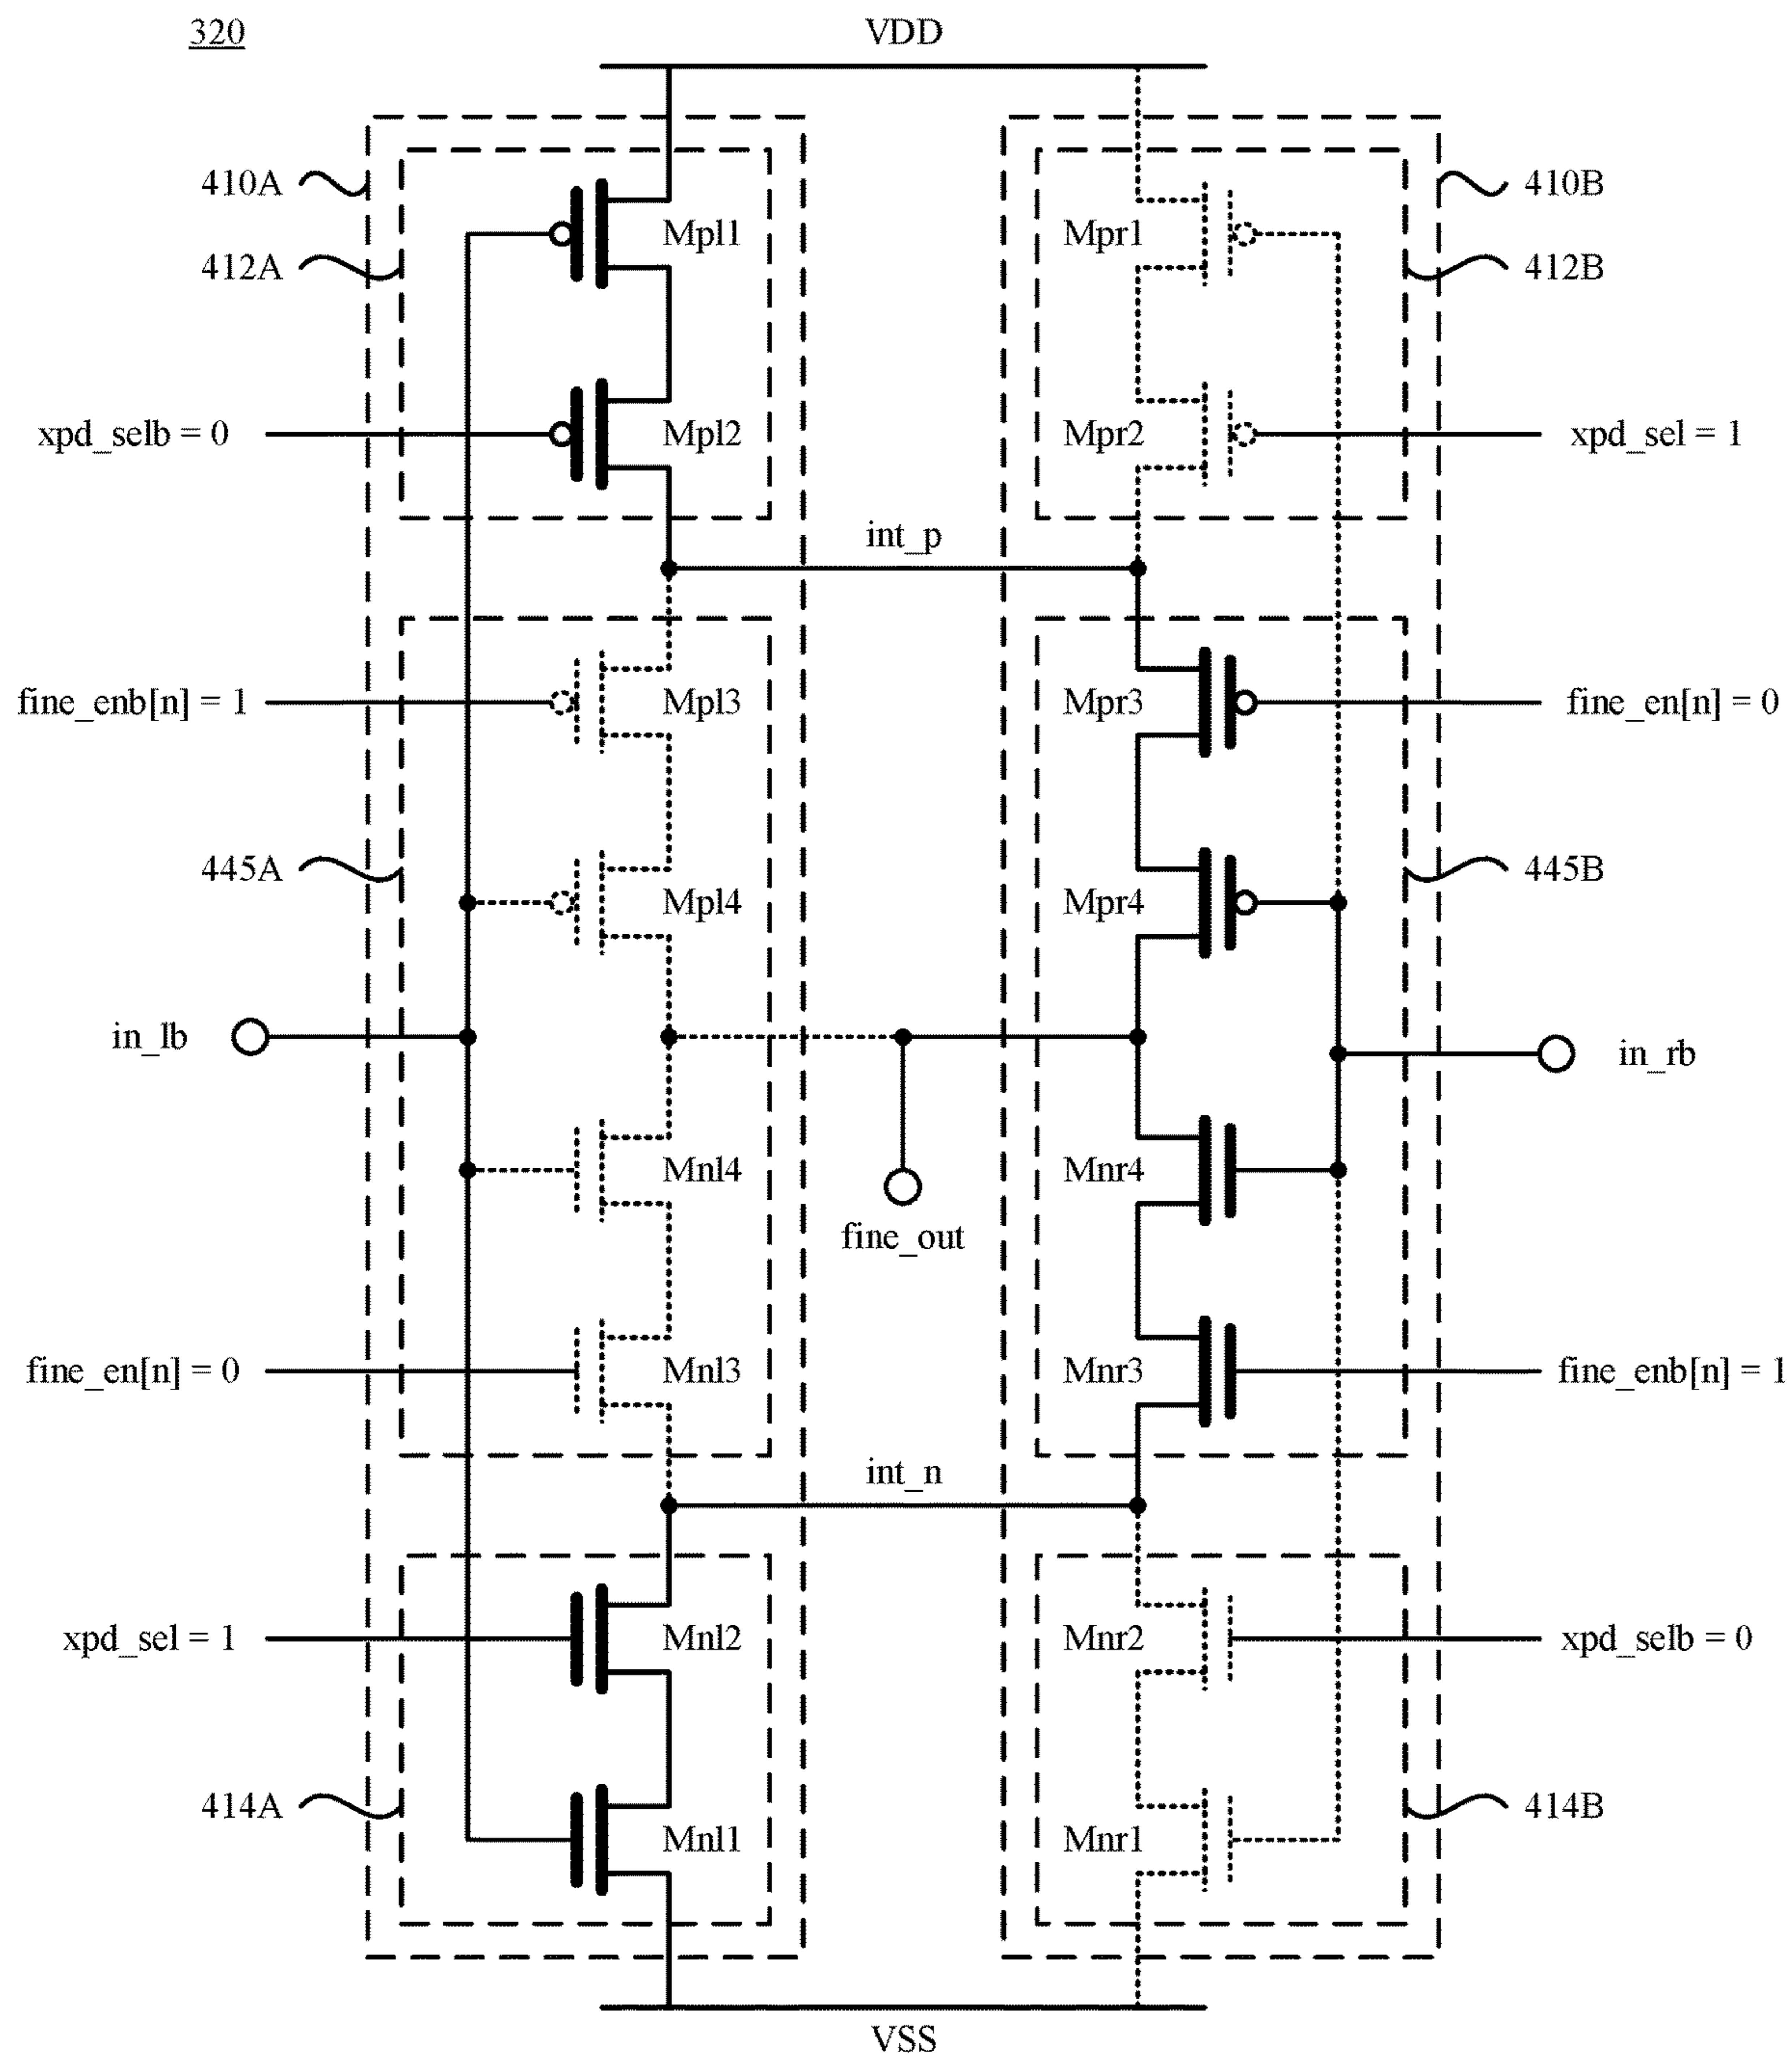 320
VDD
410A
410B
Mpl1
Mpr1
412A
412B
xpd_selb = 0
Mpl2
Mpr2
xpd_sel = 1
int_p
fine_enb[n] = 1
Mpl3
Mpr3
fine_en[n] = 0
445A
Mpl4
Mpr4
445B
in_lb
in_rb
Mnl4
Mnr4
fine_out
fine_en[n] = 0
Mnl3
Mnr3
fine_enb[n] = 1
int_n
xpd_sel = 1
Mnl2
Mnr2
xpd_selb = 0
414A
Mnl1
Mnr1
414B
VSS